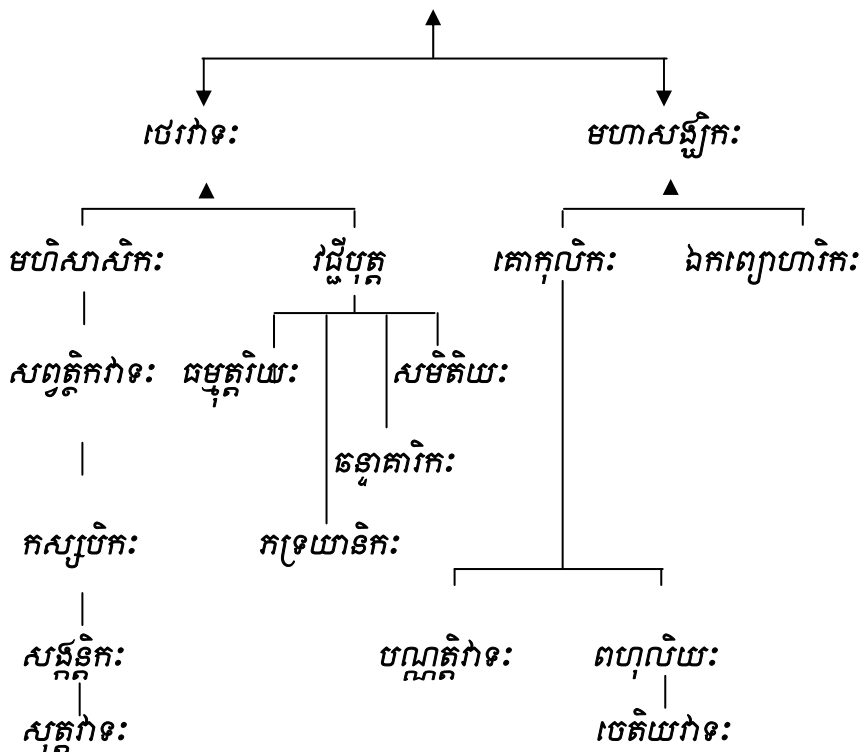 ថេរវាទៈ មហាសង្ឃិកៈ
មហិសាសិកៈ វជ្ជីបុត្ត គោកុលិកៈ ឯកព្យោហារិកៈ
សព្វត្ថិកវាទៈ ធម្មុត្តរិយៈ សមិតិយៈ
ឆន្ទាគារិកៈ
កស្សបិកៈ ភទ្រយានិកៈ
សង្កន្តិកៈ បណ្ណត្តិវាទៈ ពហុលិយៈ
សុត្តវាទៈ ចេតិយវាទៈ